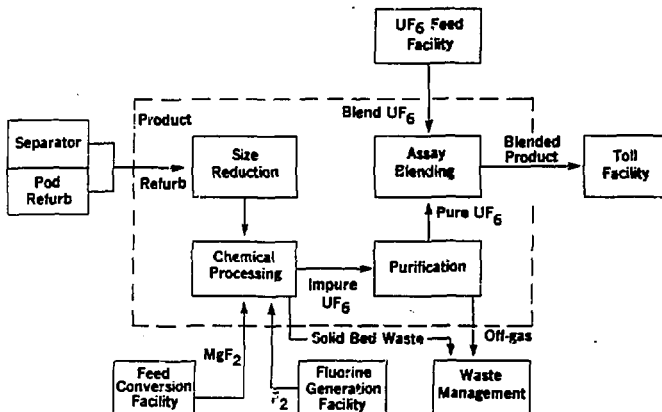 UF6 Feed
Facility
Product
Blend UF6
Separator
Pod
Refurb
Refurb
Size
Reduction
Assay
Blending
Blended
Product
Toll
Facility
Pure UF6
Chemical
Processing
Impure
UF6
Purification
Solid Bed Waste
Off-gas
MgF2
F2
Feed
Conversion
Facility
Fluorine
Generation
Facility
Waste
Management